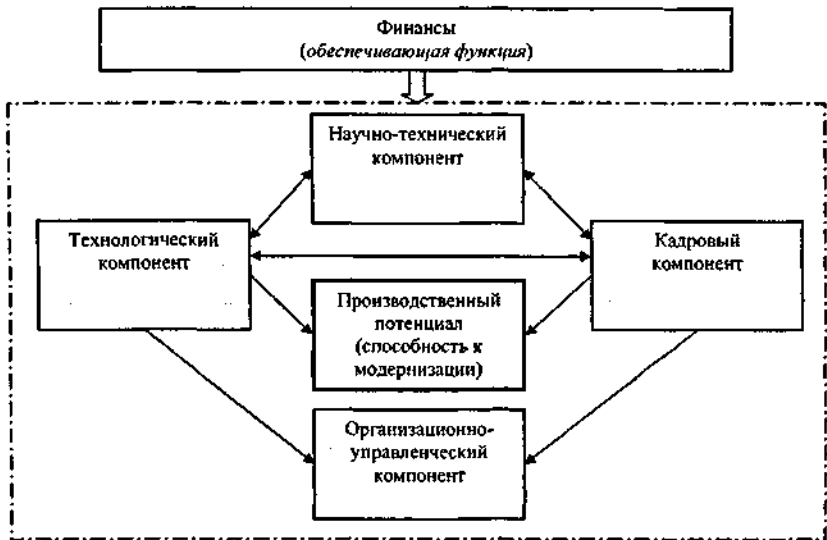 Финансы
(обеспечивающая функция)
Научно-технический
компонент
Технологический
компонент
Кадровый
компонент
Производственный
потенциал
(способность к
модернизации)
Организационно-
управленческий
компонент